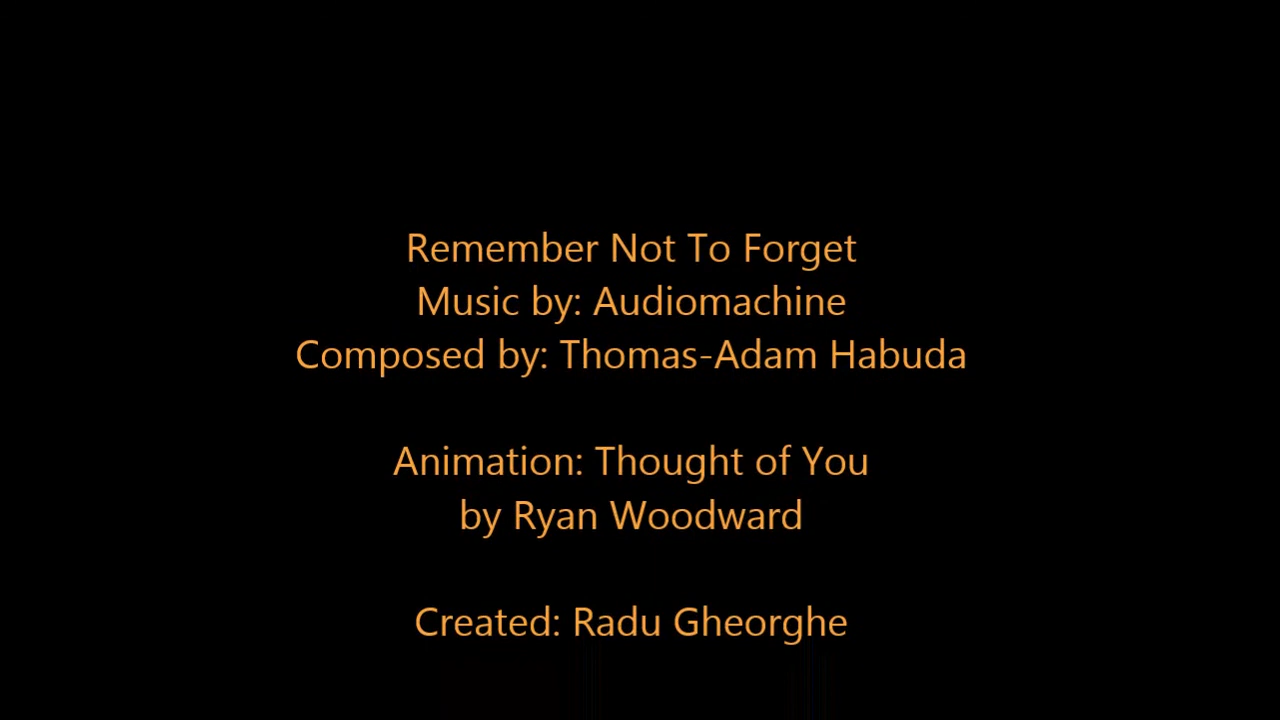 Remember Not To Forget
Music by: Audiomachine
Composed by: Thomas-Adam Habuda
Animation: Thought of You
by Ryan Woodward
Created: Radu Gheorghe